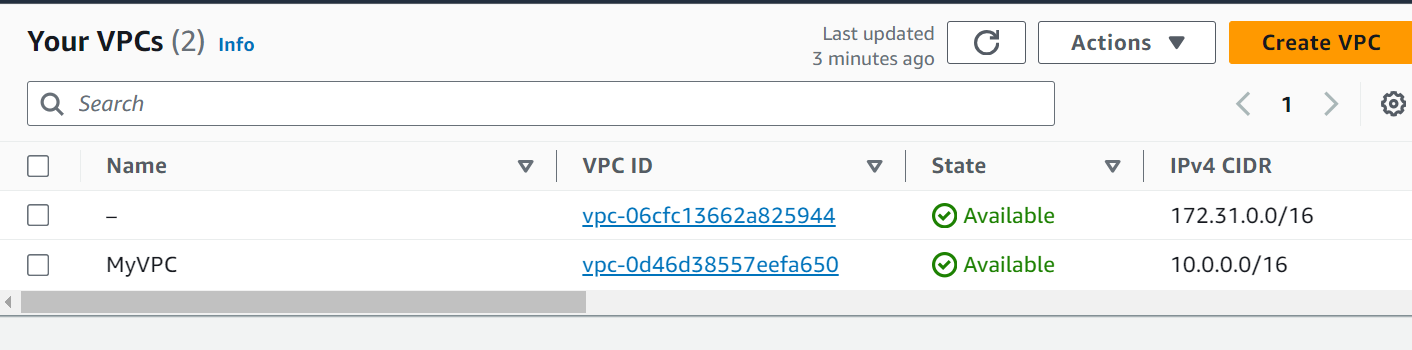 Your VPCs (2) Info
Last updated
3 minutes ago
Actions
Create VPC
Search
1
Name VPC ID State IPv4 CIDR
– vpc-06cfc13662a825944 Available 172.31.0.0/16
MyVPC vpc-0d46d38557eefa650 Available 10.0.0.0/16